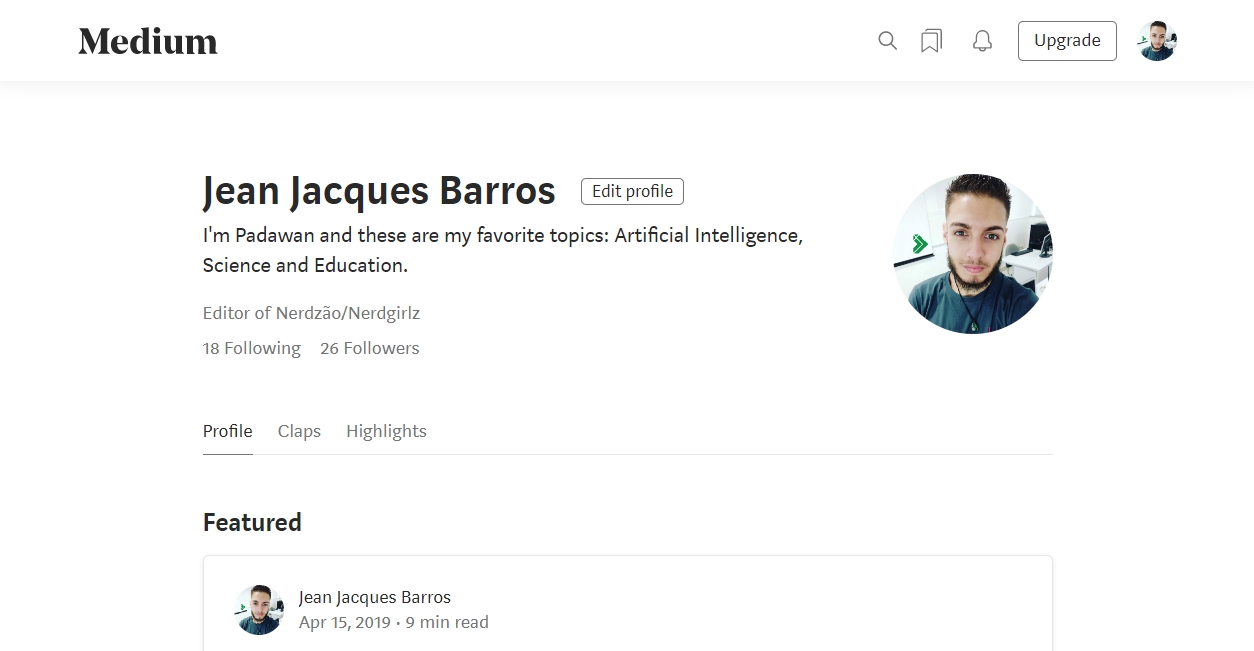 Medium
Upgrade
Jean Jacques Barros
Edit profile
I'm Padawan and these are my favorite topics: Artificial Intelligence,
Science and Education.
Editor of Nerdzão/Nerdgirlz
18 Following 26 Followers
Profile Claps Highlights
Featured
Jean Jacques Barros
Apr 15, 2019 · 9 min read